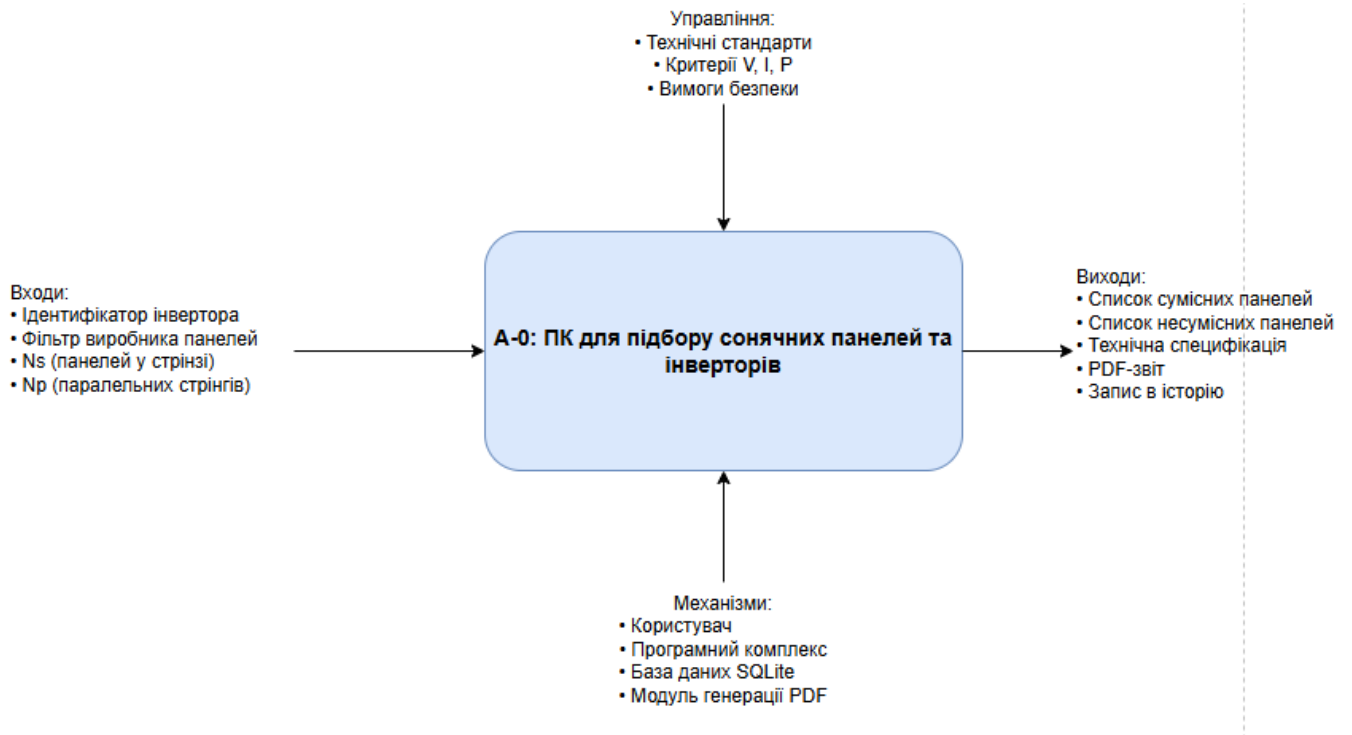 Управління:
• Технічні стандарти
• Критерії V, I, P
• Вимоги безпеки
Входи:
• Ідентифікатор інвертора
• Фільтр виробника панелей
• Ns (панелей у стрінзі)
• Np (паралельних стрінгів)
А-0: ПК для підбору сонячних панелей та
інверторів
Виходи:
• Список сумісних панелей
• Список несумісних панелей
• Технічна специфікація
• PDF-звіт
• Запис в історію
Механізми:
• Користувач
• Програмний комплекс
• База даних SQLite
• Модуль генерації PDF